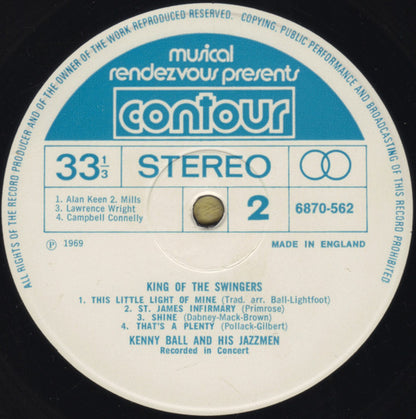 ALL RIGHTS OF THE RECORD PRODUCER AND OF THE OWNER OF THE WORK REPRODUCED RESERVED. COPYING, PUBLIC PERFORMANCE AND BROADCASTING OF THIS RECORD PROHIBITED
musical
rendezvous presents
contour
33⅓ STEREO
1. Alan Keen 2. Mills
3. Lawrence Wright
4. Campbell Connelly
2 6870-562
Ⓟ 1969 MADE IN ENGLAND
KING OF THE SWINGERS
1. THIS LITTLE LIGHT OF MINE (Trad. arr. Ball-Lightfoot)
2. ST. JAMES INFIRMARY (Primrose)
3. SHINE (Dabney-Mack-Brown)
4. THAT'S A PLENTY (Pollack-Gilbert)
KENNY BALL AND HIS JAZZMEN
Recorded in Concert